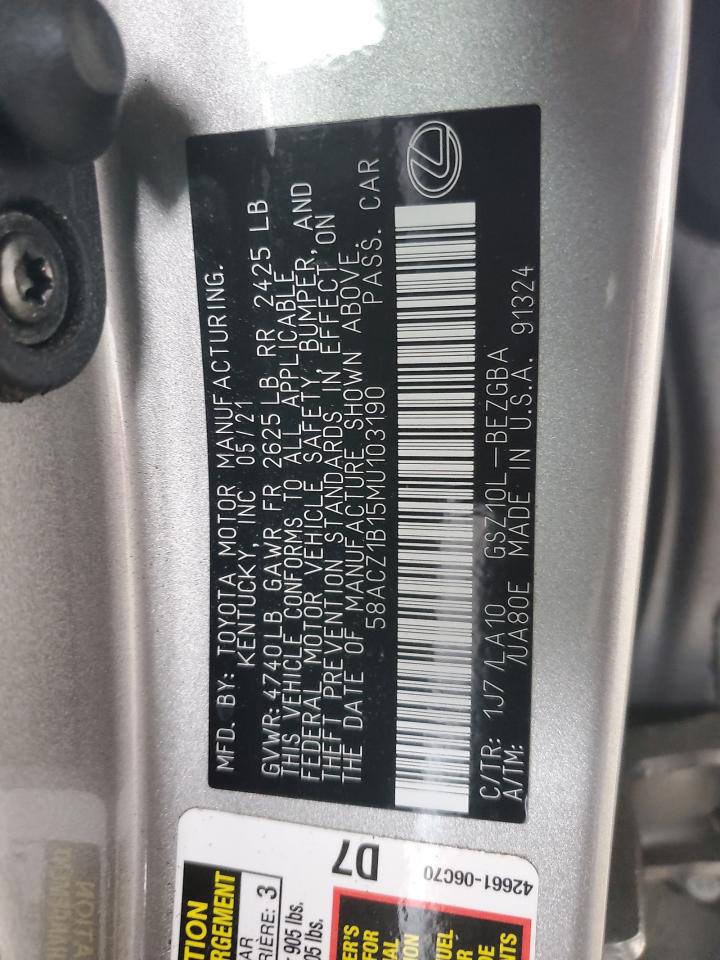 MFD. BY: TOYOTA MOTOR MANUFACTURING.
KENTUCKY, INC 05/21
GVWR: 4740LB GAWR FR 2625 LB RR 2425 LB
THIS VEHICLE CONFORMS TO ALL APPLICABLE
FEDERAL MOTOR VEHICLE SAFETY, BUMPER, AND
THEFT PREVENTION STANDARDS IN EFFECT ON
THE DATE OF MANUFACTURE SHOWN ABOVE.
58ACZ1B15MU103190 PASS. CAR
C/TR: 1J7/LA10 GSZ10L-BEZGBA
A/TM: /UA80E MADE IN U.S.A. 91324
D7
42661-06C70
3
905 lbs.